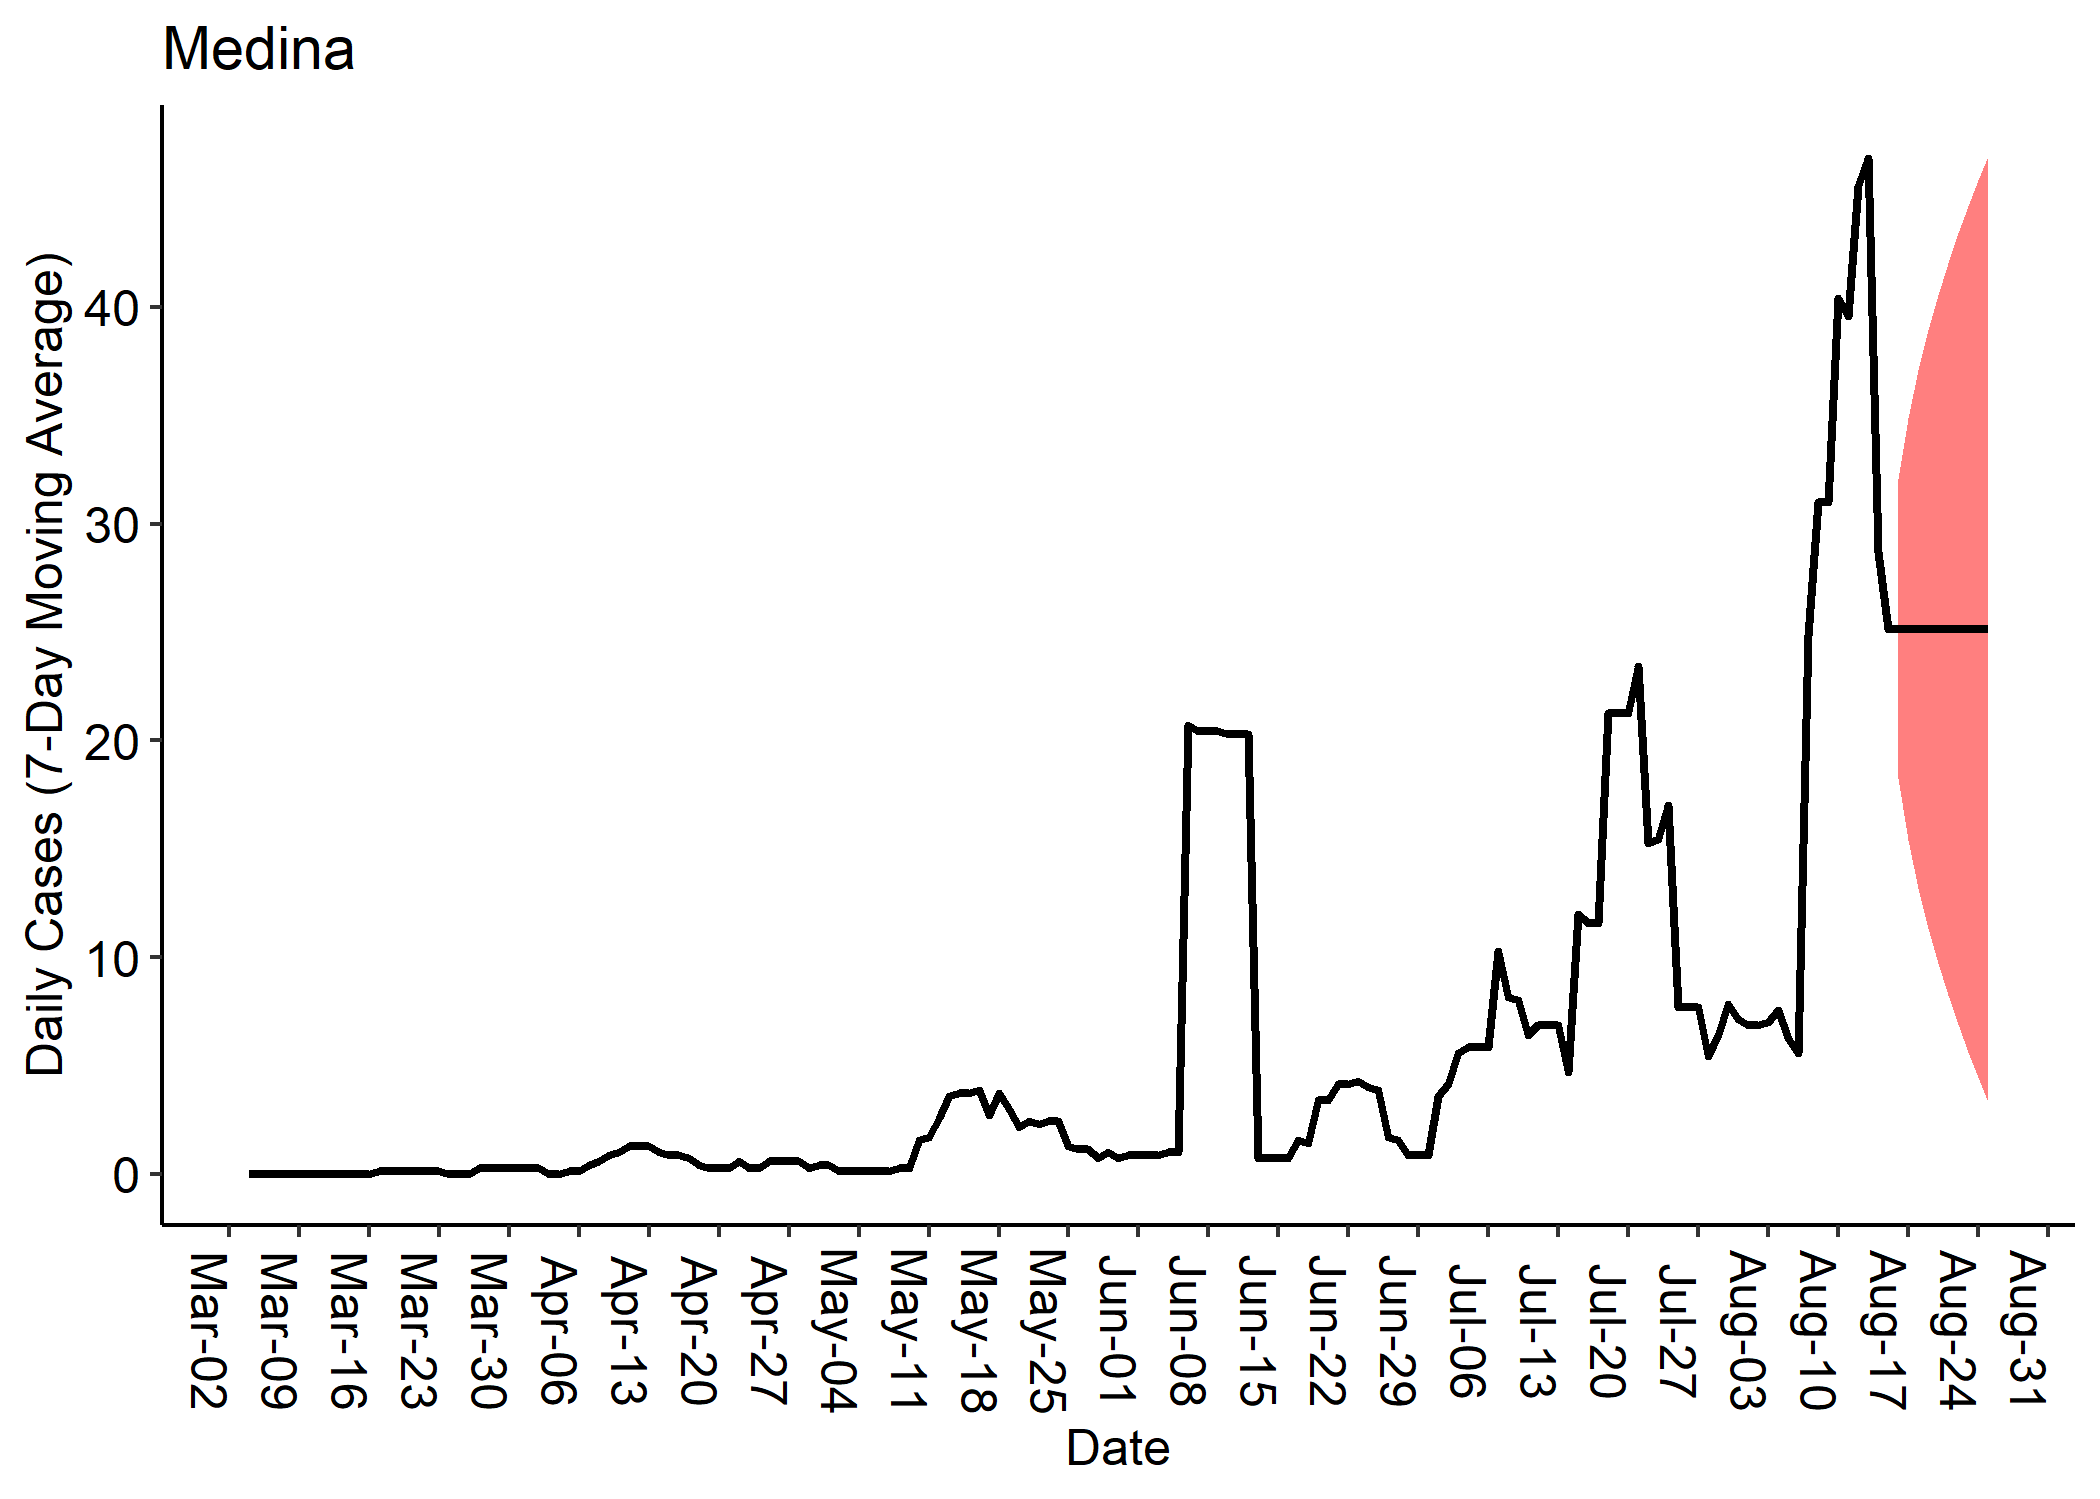 Medina
Daily Cases (7-Day Moving Average)
40
30
20
10
0
Mar-02
Mar-09
Mar-16
Mar-23
Mar-30
Apr-06
Apr-13
Apr-20
Apr-27
May-04
May-11
May-18
May-25
Jun-01
Jun-08
Jun-15
Jun-22
Jun-29
Jul-06
Jul-13
Jul-20
Jul-27
Aug-03
Aug-10
Aug-17
Aug-24
Aug-31
Date